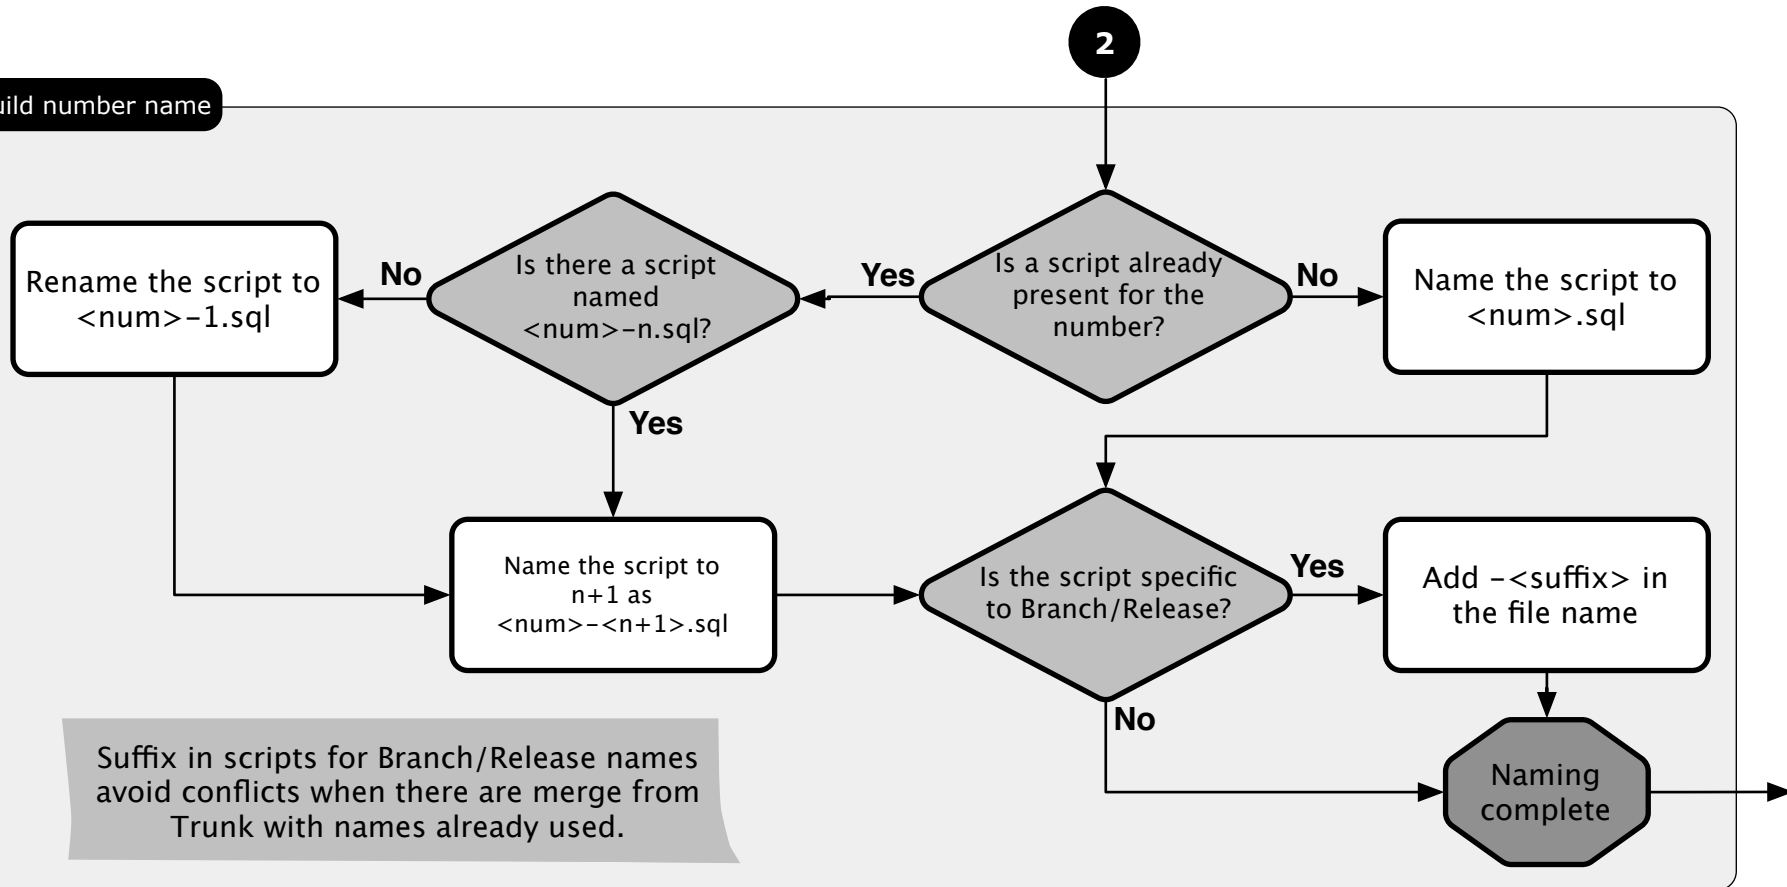 2
number name
Is a script already
present for the
number?
Yes
No
Is there a script
named
<num>-n.sql?
No
Yes
Rename the script to
<num>-1.sql
Name the script to
<num>.sql
Name the script to
n+1 as
<num>-<n+1>.sql
Is the script specific
to Branch/Release?
Yes
No
Add -<suffix> in
the file name
Naming
complete
Suffix in scripts for Branch/Release names
avoid conflicts when there are merge from
Trunk with names already used.